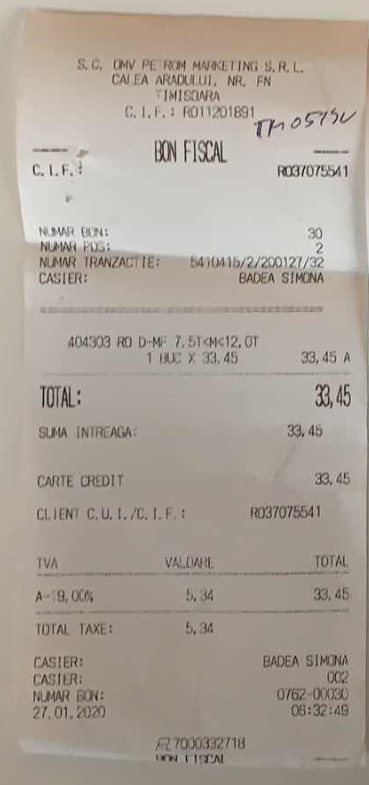 S.C. OMV PETROM MARKETING S.R.L.
CALEA ARADULUI, NR. FN
TIMISOARA
C.I.F.: RO11201891
BON FISCAL
C.I.F.: RO37075541
NUMAR BON: 30
NUMAR POS: 2
NUMAR TRANZACTIE: 5410415/2/200127/32
CASIER: BADEA SIMONA
404303 RO D-MF 7,5T<M<12,0T
1 BUC X 33,45 33,45 A
TOTAL: 33,45
SUMA INTREAGA: 33,45
CARTE CREDIT 33,45
CLIENT C.U.I./C.I.F.: RO37075541
TVA VALOARE TOTAL
A-19,00% 5,34 33,45
TOTAL TAXE: 5,34
CASIER: BADEA SIMONA
CASIER: 002
NUMAR BON: 0762-00030
27.01.2020 06:32:49
7000332718
BON FISCAL